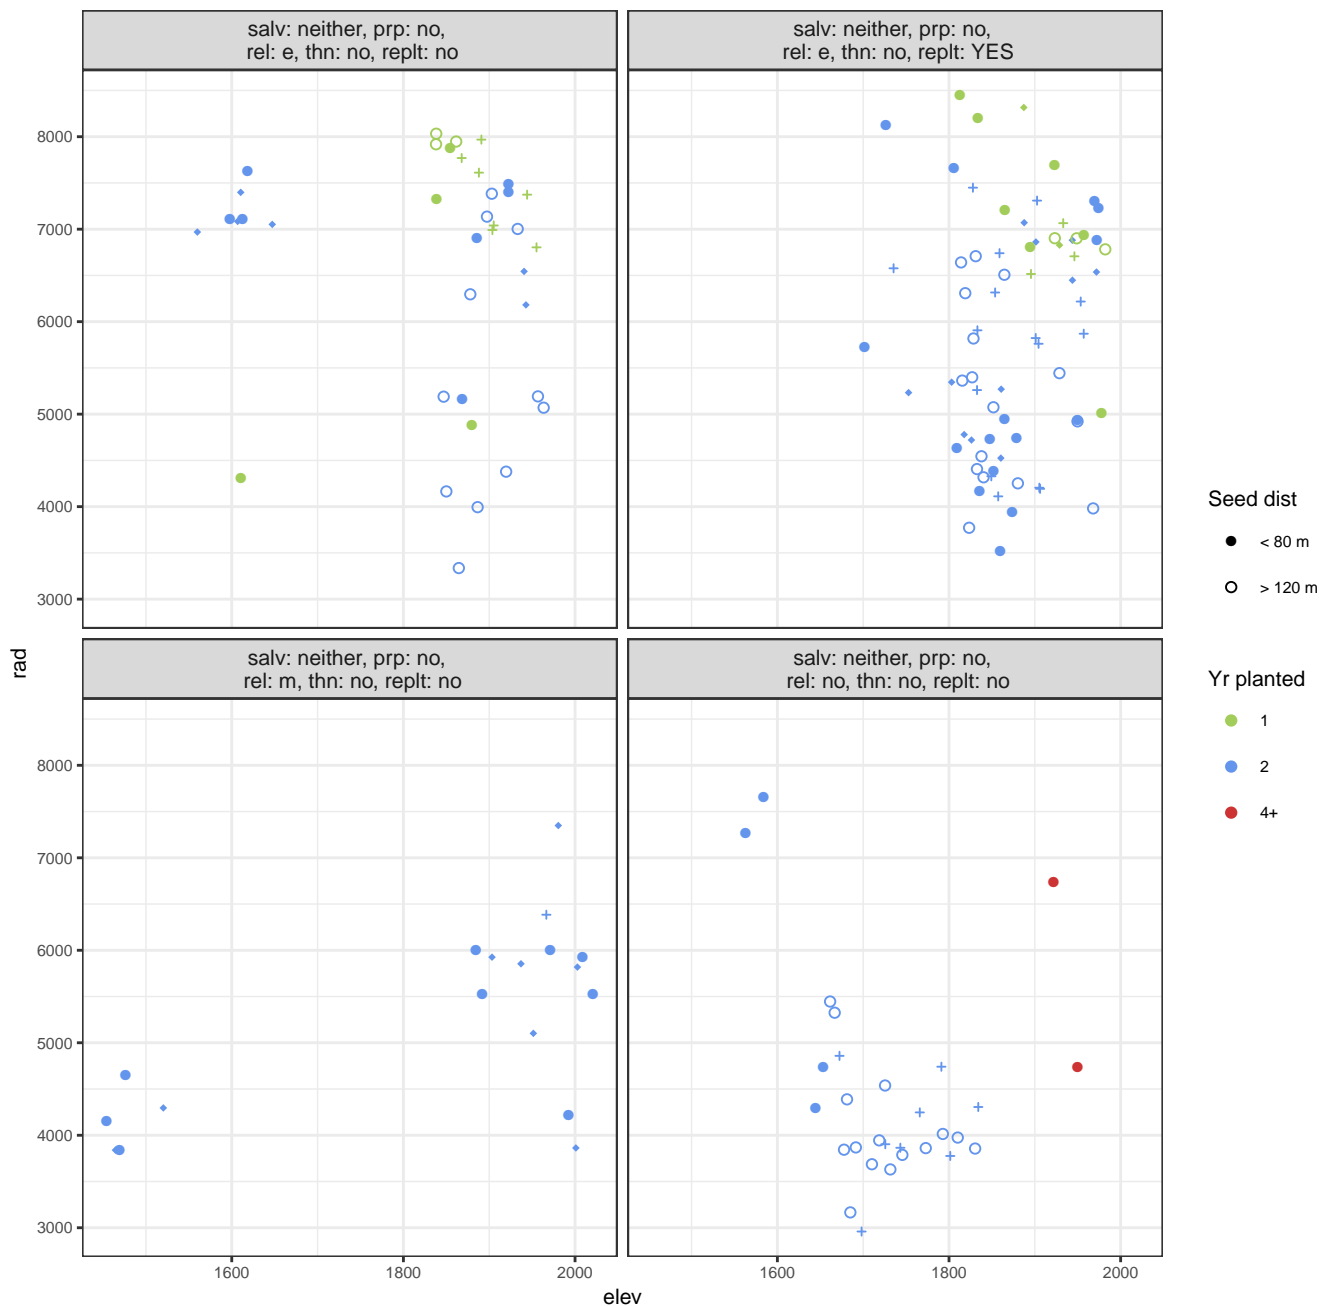 salv: neither, prp: no,
rel: e, thn: no, replt: no
salv: neither, prp: no,
rel: e, thn: no, replt: YES
8000
7000
6000
5000
4000
3000
salv: neither, prp: no,
rel: m, thn: no, replt: no
salv: neither, prp: no,
rel: no, thn: no, replt: no
8000
7000
6000
5000
4000
3000
rad
1600
1800
2000
1600
1800
2000
elev
Seed dist
< 80 m
> 120 m
Yr planted
1
2
4+